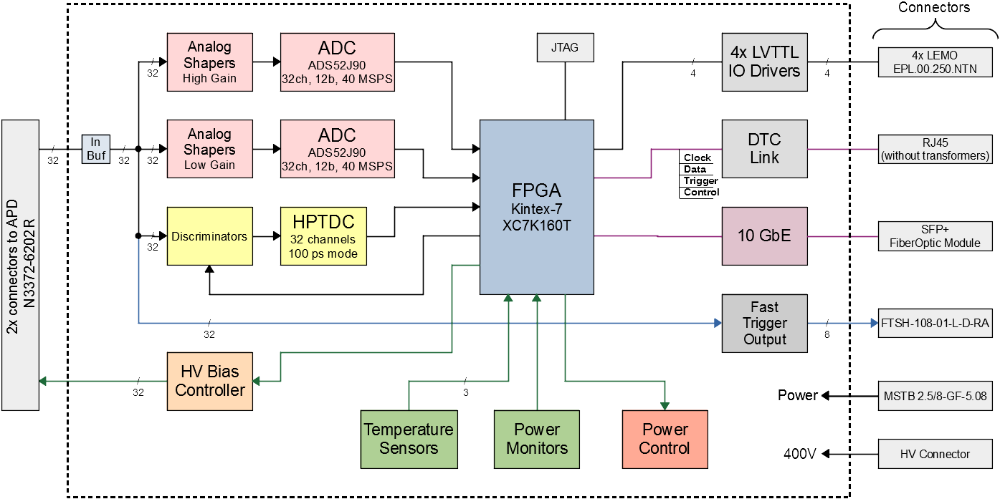 Connectors
Analog
Shapers
High Gain
32
ADC
ADS52J90
32ch, 12b, 40 MSPS
JTAG
4x LVTTL
IO Drivers
4
4
4x LEMO
EPL.00.250.NTN
2x connectors to APD
N3372-6202R
32
In
Buf
32
32
Analog
Shapers
Low Gain
ADC
ADS52J90
32ch, 12b, 40 MSPS
FPGA
Kintex-7
XC7K160T
Clock
Data
Trigger
Control
DTC
Link
RJ45
(without transformers)
32
Discriminators
HPTDC
32 channels
100 ps mode
10 GbE
SFP+
FiberOptic Module
32
Fast
Trigger
Output
8
FTSH-108-01-L-D-RA
32
HV Bias
Controller
3
Power
MSTB 2.5/8-GF-5.08
Temperature
Sensors
Power
Monitors
Power
Control
400V
HV Connector